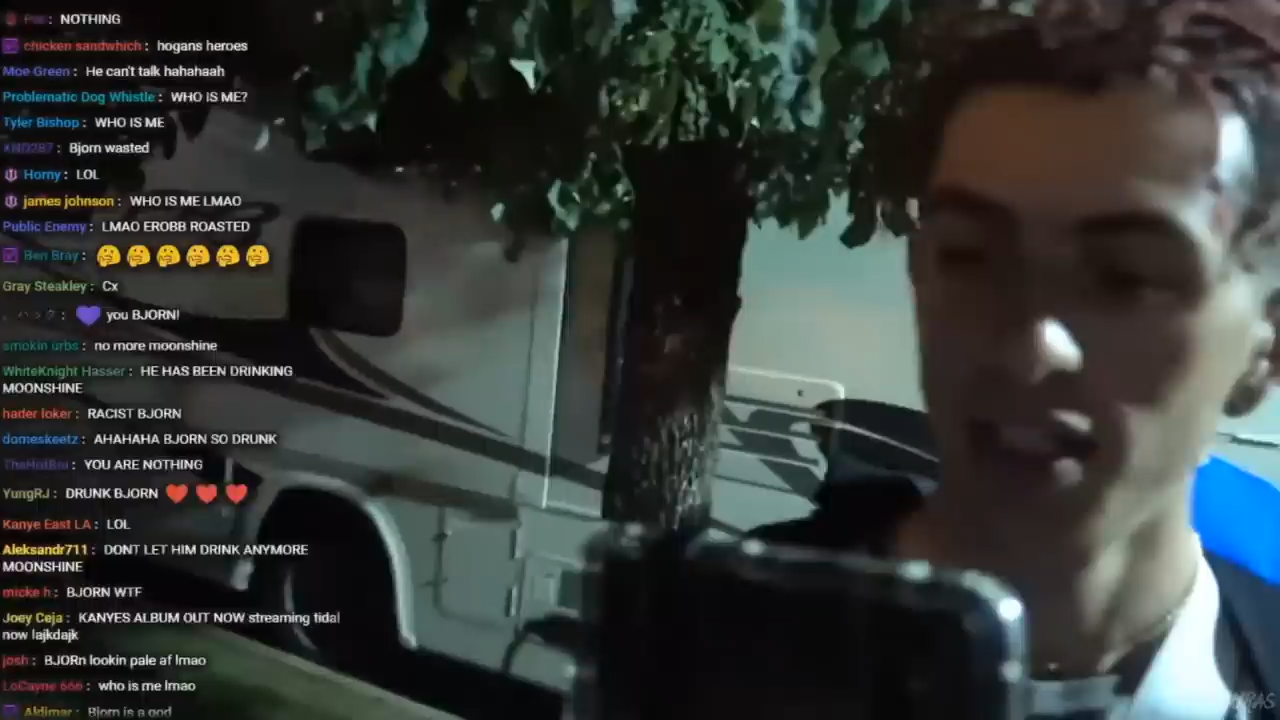 NOTHING
chicken sandwhich : hogans heroes
Moe Green : He can't talk hahahaah
Problematic Dog Whistle : WHO IS ME?
Tyler Bishop : WHO IS ME
KND287 : Bjorn wasted
Horny : LOL
james johnson : WHO IS ME LMAO
Public Enemy : LMAO EROBB ROASTED
Ben Bray : 🤔🤔🤔🤔🤔🤔
Gray Steakley : Cx
: 💜 you BJORN!
smokin urbs : no more moonshine
WhiteKnight Hasser : HE HAS BEEN DRINKING
MOONSHINE
hader loker : RACIST BJORN
domeskeetz : AHAHAHA BJORN SO DRUNK
TheHotBoi : YOU ARE NOTHING
YungRJ : DRUNK BJORN ❤️ ❤️ ❤️
Kanye East LA : LOL
Aleksandr711 : DONT LET HIM DRINK ANYMORE
MOONSHINE
micke h : BJORN WTF
Joey Ceja : KANYES ALBUM OUT NOW streaming tidal
now lajkdajk
josh : BJORn lookin pale af lmao
LoCayne 666 : who is me lmao
Aldimar : Bjorn is a god